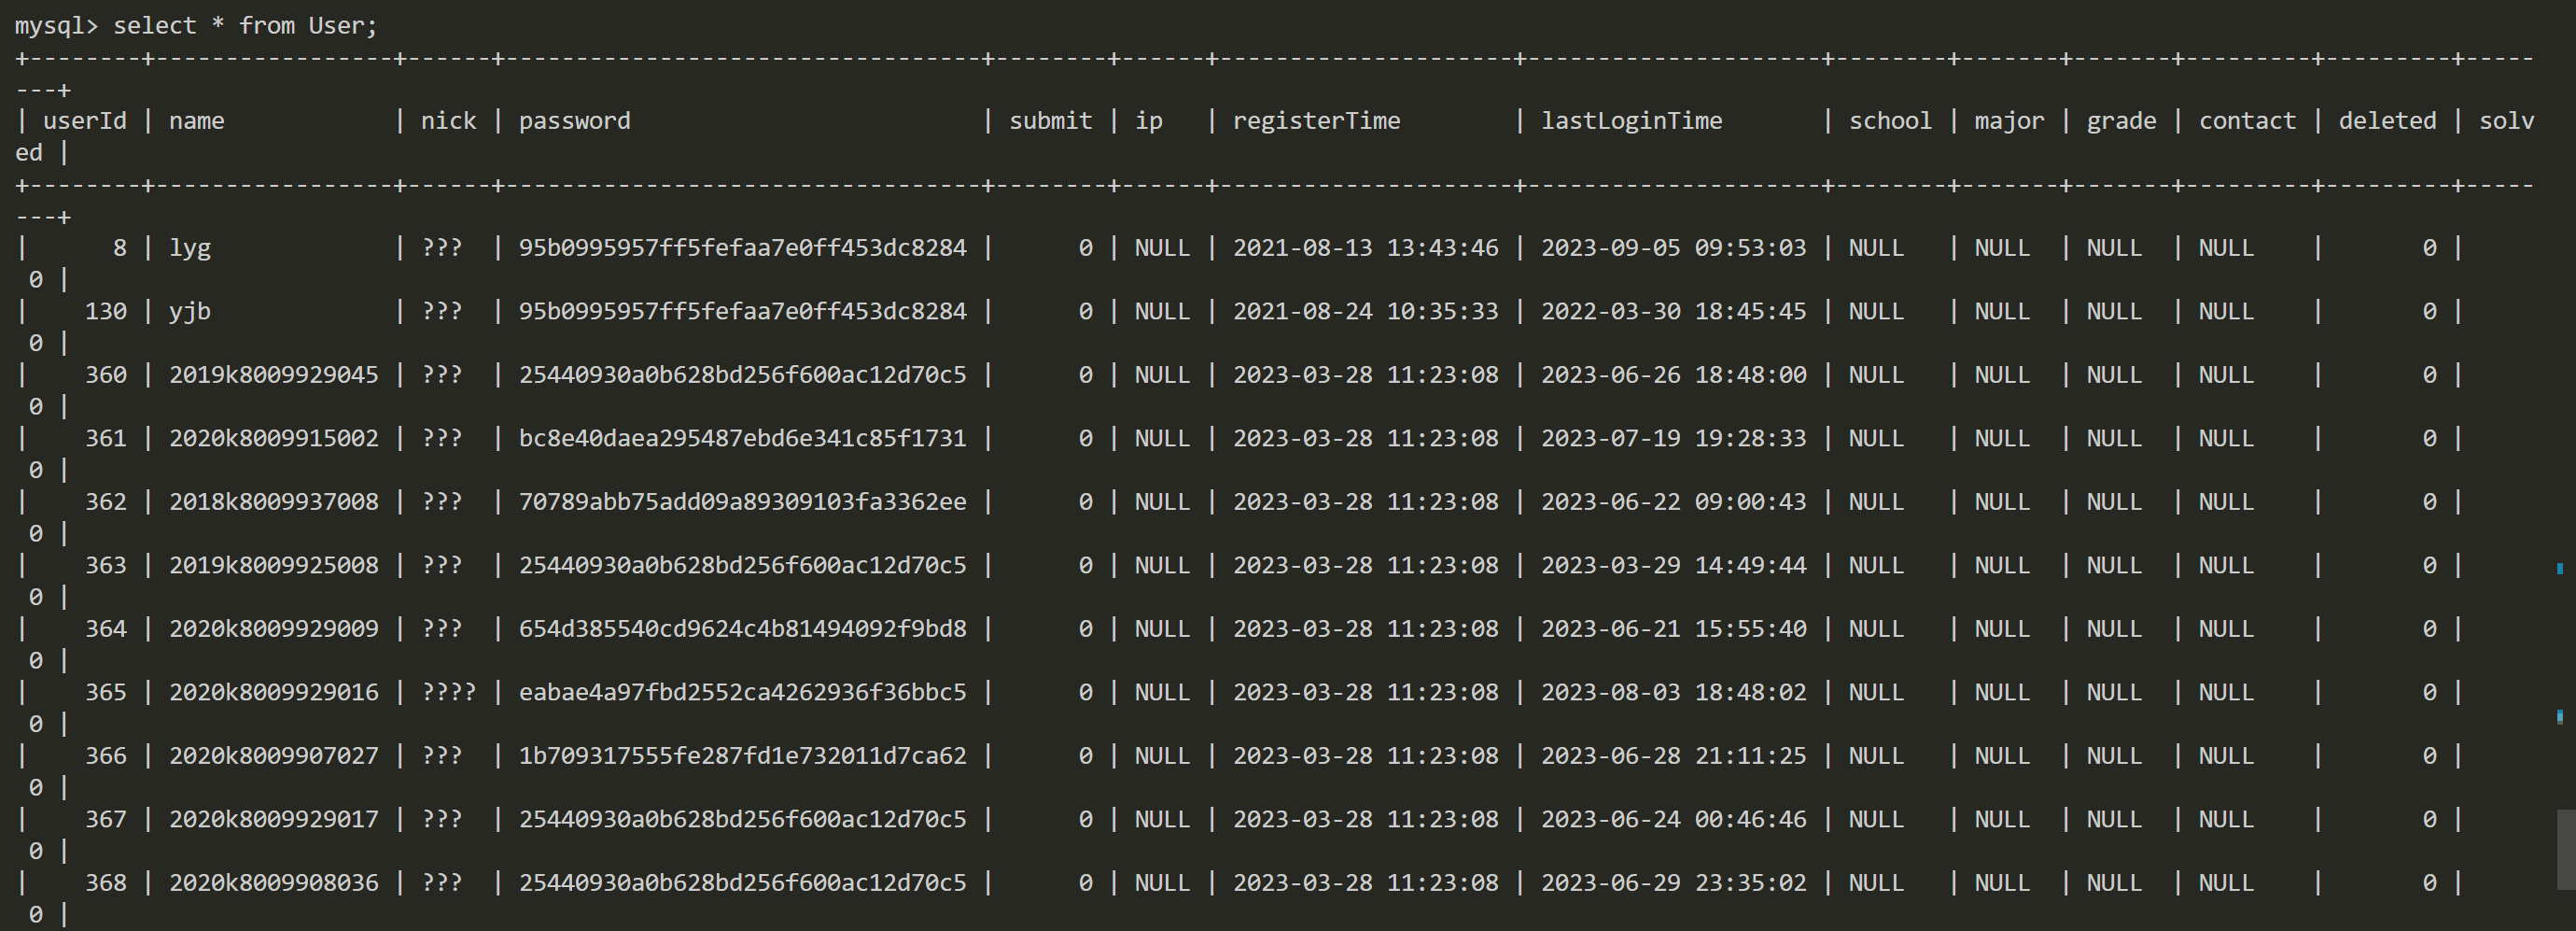 mysql> select * from User;
+--------+-----------------+------+----------------------------------+--------+------+---------------------+---------------------+--------+-------+-------+---------+---------+-----
---+
| userId | name            | nick | password                         | submit | ip   | registerTime        | lastLoginTime       | school | major | grade | contact | deleted | solv
ed |
+--------+-----------------+------+----------------------------------+--------+------+---------------------+---------------------+--------+-------+-------+---------+---------+-----
---+
|      8 | lyg             | ???  | 95b0995957ff5fefaa7e0ff453dc8284 |      0 | NULL | 2021-08-13 13:43:46 | 2023-09-05 09:53:03 | NULL   | NULL  | NULL  | NULL    |       0 |
 0 |
|    130 | yjb             | ???  | 95b0995957ff5fefaa7e0ff453dc8284 |      0 | NULL | 2021-08-24 10:35:33 | 2022-03-30 18:45:45 | NULL   | NULL  | NULL  | NULL    |       0 |
 0 |
|    360 | 2019k8009929045 | ???  | 25440930a0b628bd256f600ac12d70c5 |      0 | NULL | 2023-03-28 11:23:08 | 2023-06-26 18:48:00 | NULL   | NULL  | NULL  | NULL    |       0 |
 0 |
|    361 | 2020k8009915002 | ???  | bc8e40daea295487ebd6e341c85f1731 |      0 | NULL | 2023-03-28 11:23:08 | 2023-07-19 19:28:33 | NULL   | NULL  | NULL  | NULL    |       0 |
 0 |
|    362 | 2018k8009937008 | ???  | 70789abb75add09a89309103fa3362ee |      0 | NULL | 2023-03-28 11:23:08 | 2023-06-22 09:00:43 | NULL   | NULL  | NULL  | NULL    |       0 |
 0 |
|    363 | 2019k8009925008 | ???  | 25440930a0b628bd256f600ac12d70c5 |      0 | NULL | 2023-03-28 11:23:08 | 2023-03-29 14:49:44 | NULL   | NULL  | NULL  | NULL    |       0 |
 0 |
|    364 | 2020k8009929009 | ???  | 654d385540cd9624c4b81494092f9bd8 |      0 | NULL | 2023-03-28 11:23:08 | 2023-06-21 15:55:40 | NULL   | NULL  | NULL  | NULL    |       0 |
 0 |
|    365 | 2020k8009929016 | ???? | eabae4a97fbd2552ca4262936f36bbc5 |      0 | NULL | 2023-03-28 11:23:08 | 2023-08-03 18:48:02 | NULL   | NULL  | NULL  | NULL    |       0 |
 0 |
|    366 | 2020k8009907027 | ???  | 1b709317555fe287fd1e732011d7ca62 |      0 | NULL | 2023-03-28 11:23:08 | 2023-06-28 21:11:25 | NULL   | NULL  | NULL  | NULL    |       0 |
 0 |
|    367 | 2020k8009929017 | ???  | 25440930a0b628bd256f600ac12d70c5 |      0 | NULL | 2023-03-28 11:23:08 | 2023-06-24 00:46:46 | NULL   | NULL  | NULL  | NULL    |       0 |
 0 |
|    368 | 2020k8009908036 | ???  | 25440930a0b628bd256f600ac12d70c5 |      0 | NULL | 2023-03-28 11:23:08 | 2023-06-29 23:35:02 | NULL   | NULL  | NULL  | NULL    |       0 |
 0 |